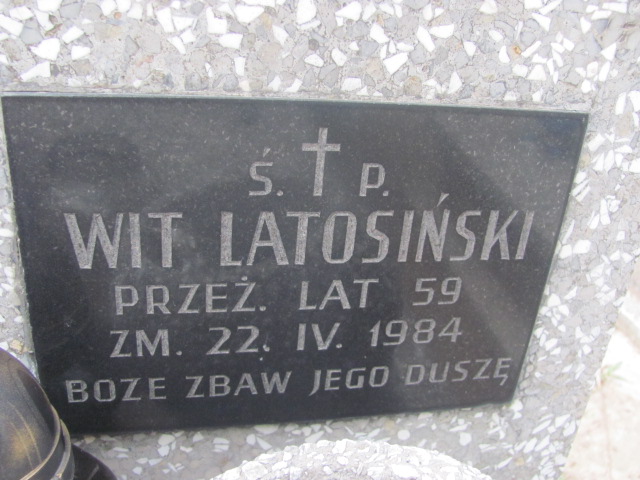 Ś. P.
WIT LATOSIŃSKI
PRZEŻ. LAT 59
ZM. 22. IV. 1984
BOZE ZBAW JEGO DUSZĘ